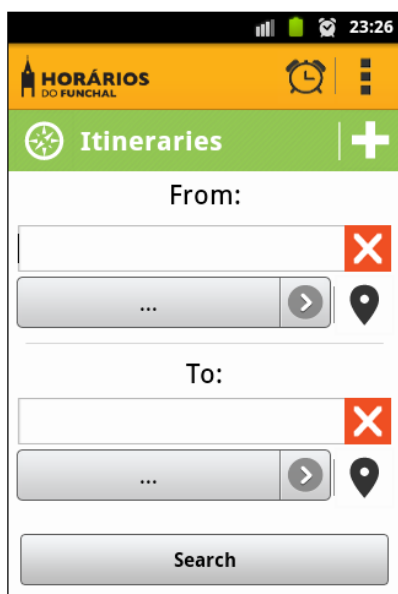 23:26
HORÁRIOS
DO FUNCHAL
Itineraries
From:
...
To:
...
Search